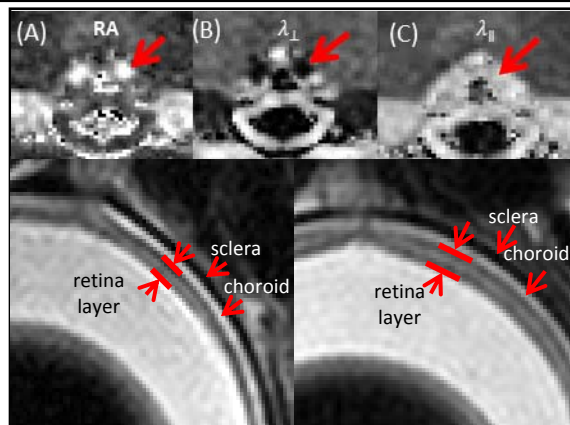 (A) RA
(B) λ⊥
(C) λ∥
sclera
choroid
retina
layer
sclera
choroid
retina
layer